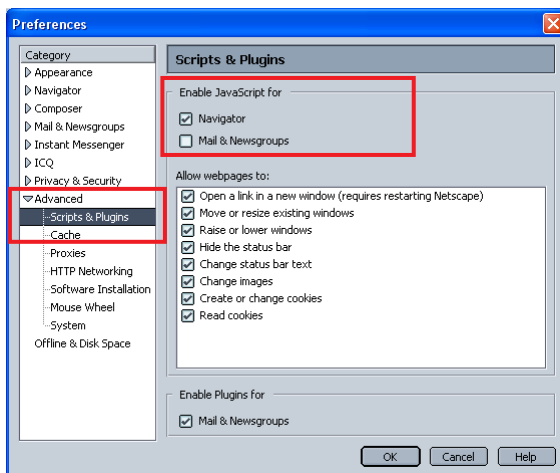 Preferences
Category
Appearance
Navigator
Composer
Mail & Newsgroups
Instant Messenger
ICQ
Privacy & Security
Advanced
Scripts & Plugins
Cache
Proxies
HTTP Networking
Software Installation
Mouse Wheel
System
Offline & Disk Space
Scripts & Plugins
Enable JavaScript for
Navigator
Mail & Newsgroups
Allow webpages to:
Open a link in a new window (requires restarting Netscape)
Move or resize existing windows
Raise or lower windows
Hide the status bar
Change status bar text
Change images
Create or change cookies
Read cookies
Enable Plugins for
Mail & Newsgroups
OK
Cancel
Help